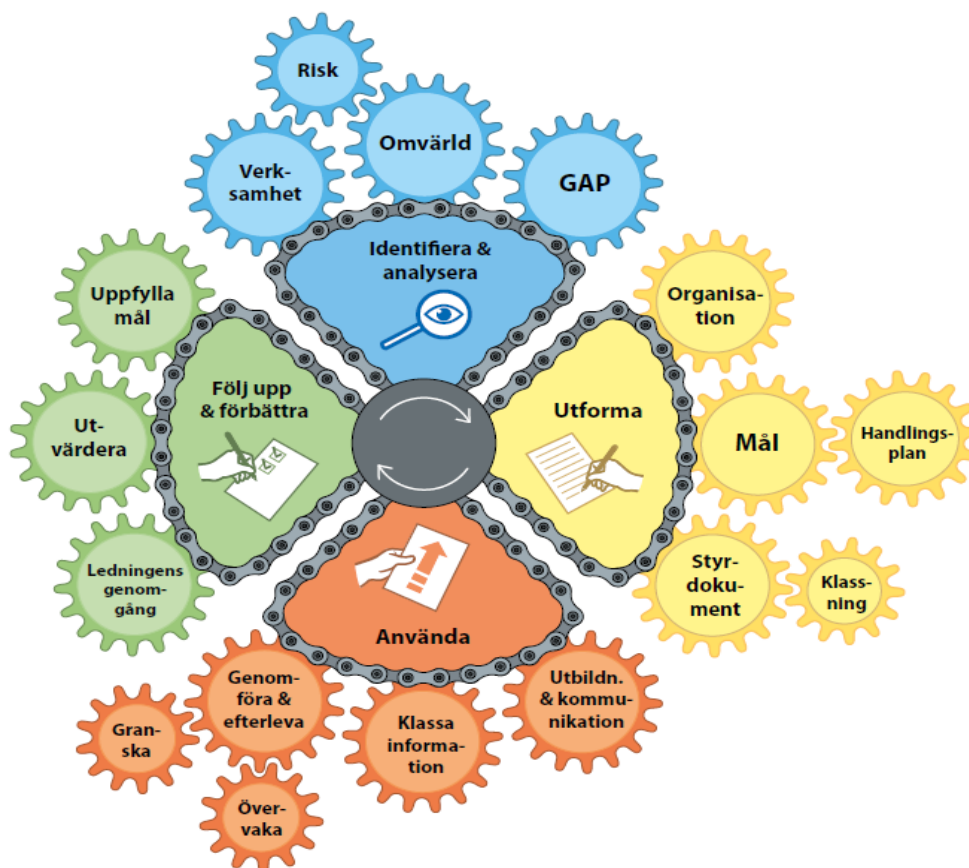 Risk
Omvärld
Verk-
samhet
GAP
Identifiera &
analysera
Organisa-
tion
Utforma
Mål
Handlings-
plan
Styr-
doku-
ment
Klass-
ning
Använda
Utbildn.
& kommu-
nikation
Klassa
informa-
tion
Genom-
föra &
efterleva
Gran-
ska
Över-
vaka
Följ upp
& förbättra
Uppfylla
mål
Ut-
värdera
Ledningens
genom-
gång